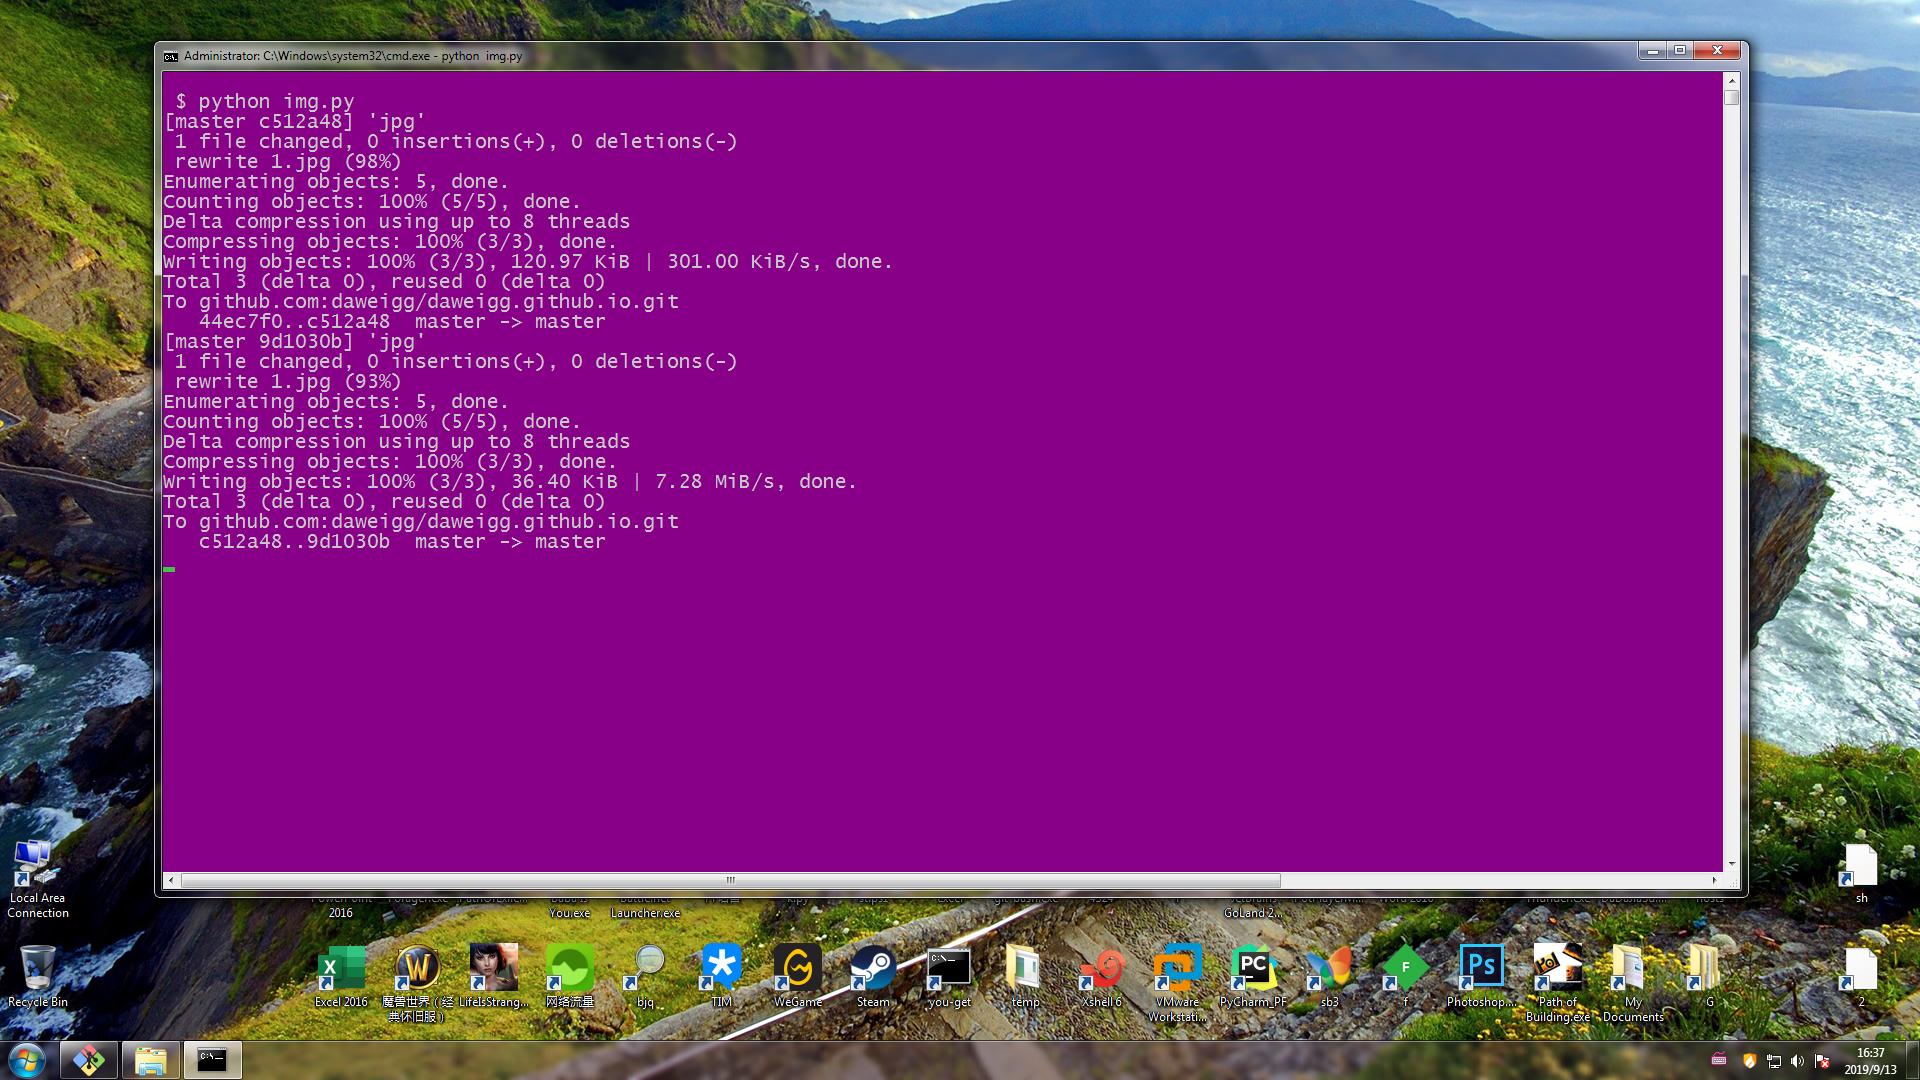 Administrator: C:\Windows\system32\cmd.exe - python  img.py
$ python img.py
[master c512a48] 'jpg'
1 file changed, 0 insertions(+), 0 deletions(-)
rewrite 1.jpg (98%)
Enumerating objects: 5, done.
Counting objects: 100% (5/5), done.
Delta compression using up to 8 threads
Compressing objects: 100% (3/3), done.
Writing objects: 100% (3/3), 120.97 KiB | 301.00 KiB/s, done.
Total 3 (delta 0), reused 0 (delta 0)
To github.com:daweigg/daweigg.github.io.git
44ec7f0..c512a48  master -> master
[master 9d1030b] 'jpg'
1 file changed, 0 insertions(+), 0 deletions(-)
rewrite 1.jpg (93%)
Enumerating objects: 5, done.
Counting objects: 100% (5/5), done.
Delta compression using up to 8 threads
Compressing objects: 100% (3/3), done.
Writing objects: 100% (3/3), 36.40 KiB | 7.28 MiB/s, done.
Total 3 (delta 0), reused 0 (delta 0)
To github.com:daweigg/daweigg.github.io.git
c512a48..9d1030b  master -> master
Local Area
Connection
sh
2016
You.exe
Launcher.exe
GoLand 2...
Recycle Bin
Excel 2016
魔兽世界（经
典怀旧服）
LifeIsStrang...
网络流量
bjq
TIM
WeGame
Steam
you-get
temp
Xshell 6
VMware
Workstati...
PyCharm_PF
sb3
f
Photoshop....
Path of
Building.exe
My
Documents
G
2
16:37
2019/9/13